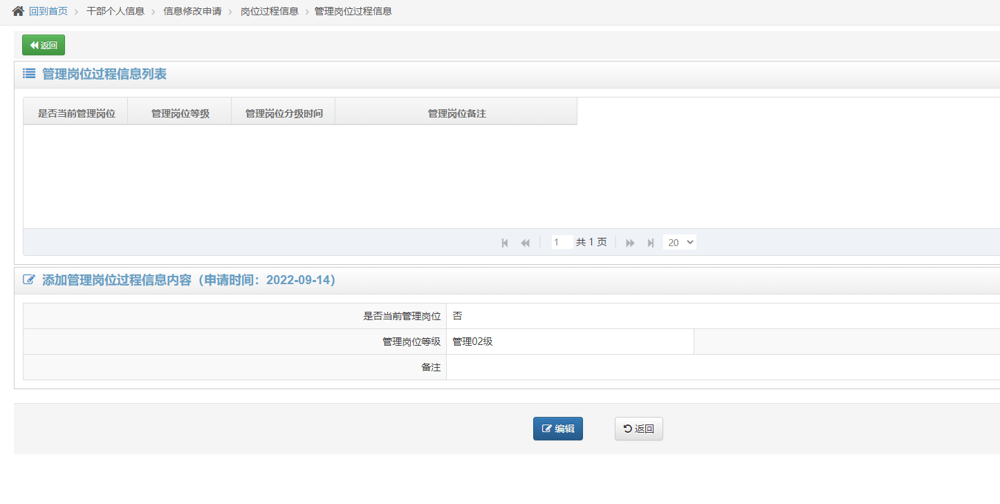 回到首页 干部个人信息 信息修改申请 岗位过程信息 管理岗位过程信息
返回
管理岗位过程信息列表
是否当前管理岗位 管理岗位等级 管理岗位分级时间 管理岗位备注
1 共 1 页 20
添加管理岗位过程信息内容（申请时间：2022-09-14）
是否当前管理岗位 否
管理岗位等级 管理02级
备注
编辑 返回